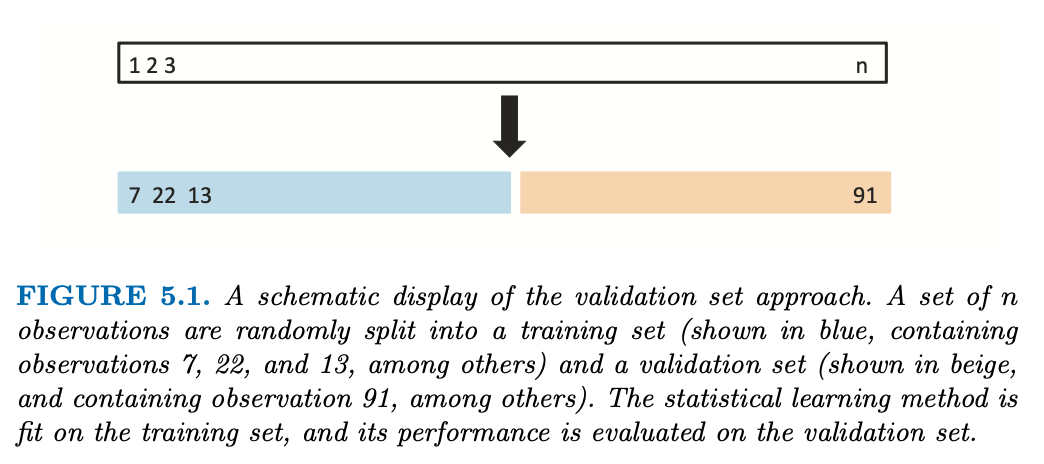 1 2 3 n
7 22 13 91
FIGURE 5.1. A schematic display of the validation set approach. A set of n
observations are randomly split into a training set (shown in blue, containing
observations 7, 22, and 13, among others) and a validation set (shown in beige,
and containing observation 91, among others). The statistical learning method is
fit on the training set, and its performance is evaluated on the validation set.